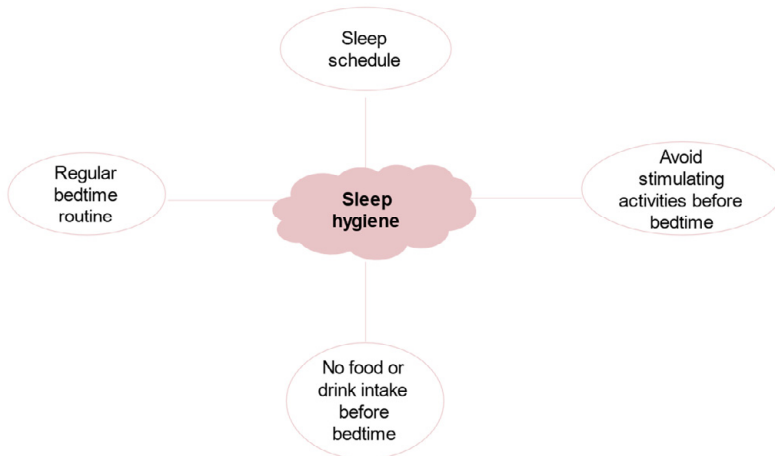 Sleep
schedule
Regular
bedtime
routine
Sleep
hygiene
Avoid
stimulating
activities before
bedtime
No food or
drink intake
before
bedtime